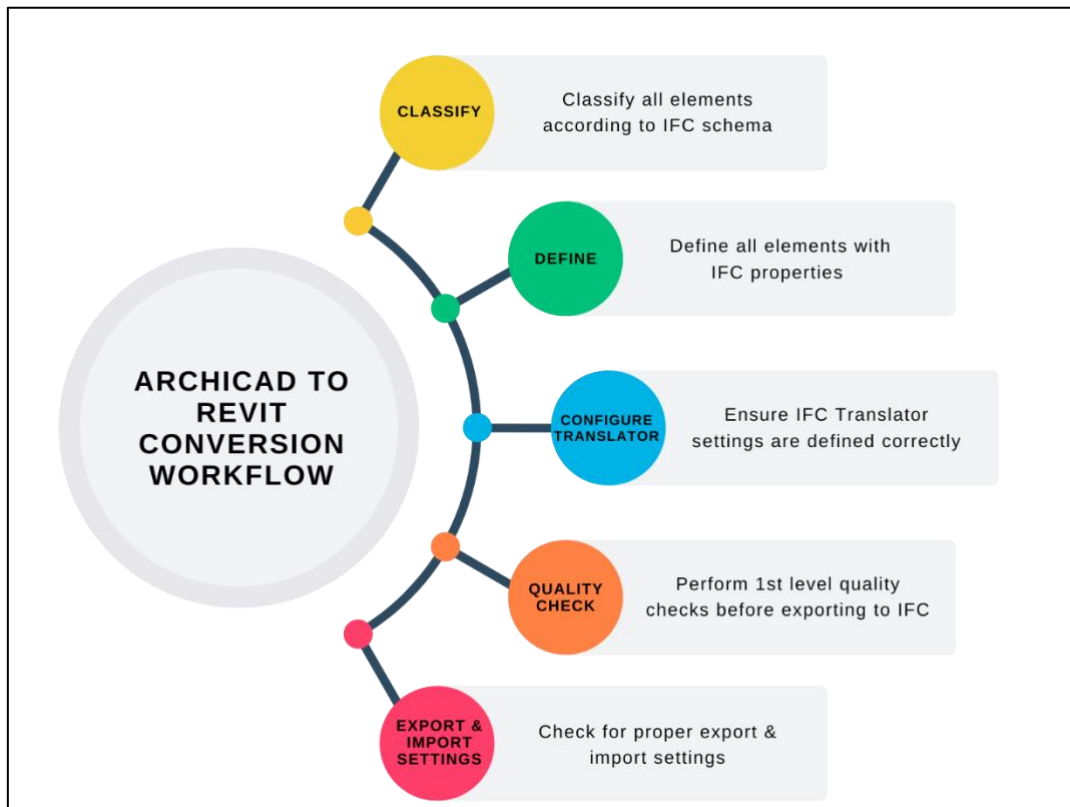 CLASSIFY
Classify all elements
according to IFC schema
DEFINE
Define all elements with
IFC properties
ARCHICAD TO
REVIT
CONVERSION
WORKFLOW
CONFIGURE
TRANSLATOR
Ensure IFC Translator
settings are defined correctly
QUALITY
CHECK
Perform 1st level quality
checks before exporting to IFC
EXPORT &
IMPORT
SETTINGS
Check for proper export &
import settings